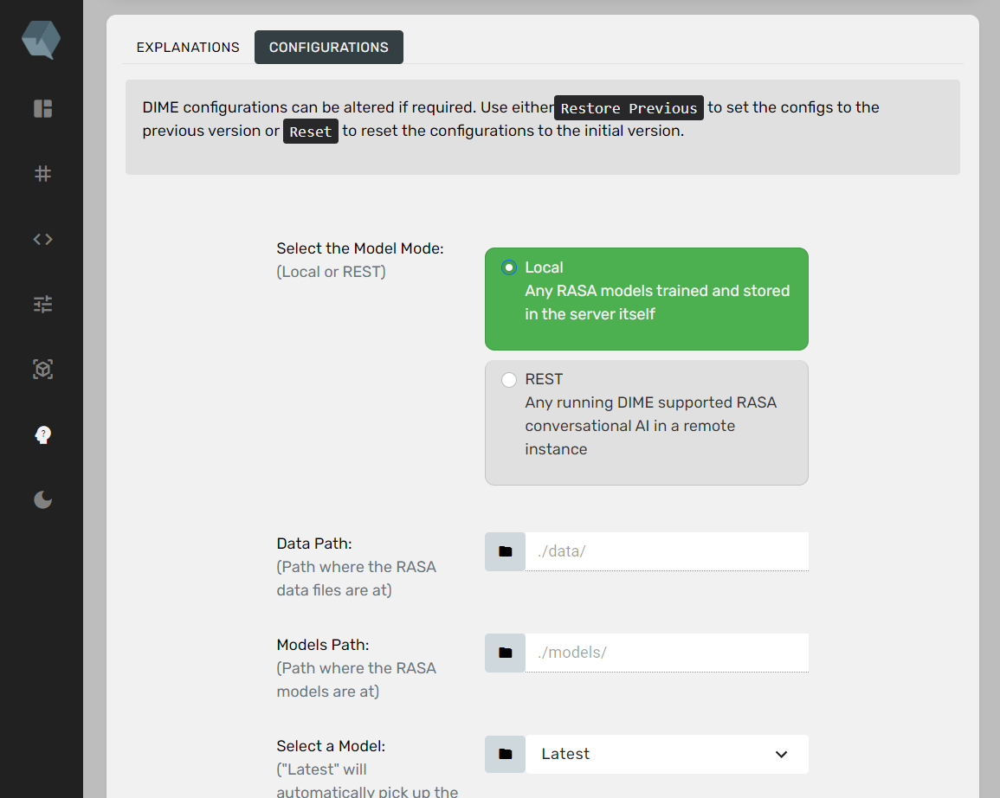 EXPLANATIONS CONFIGURATIONS
DIME configurations can be altered if required. Use either Restore Previous to set the configs to the
previous version or Reset to reset the configurations to the initial version.
Select the Model Mode:
(Local or REST)
Local
Any RASA models trained and stored
in the server itself
REST
Any running DIME supported RASA
conversational AI in a remote
instance
Data Path:
(Path where the RASA
data files are at)
./data/
Models Path:
(Path where the RASA
models are at)
./models/
Select a Model:
("Latest" will
automatically pick up the
Latest